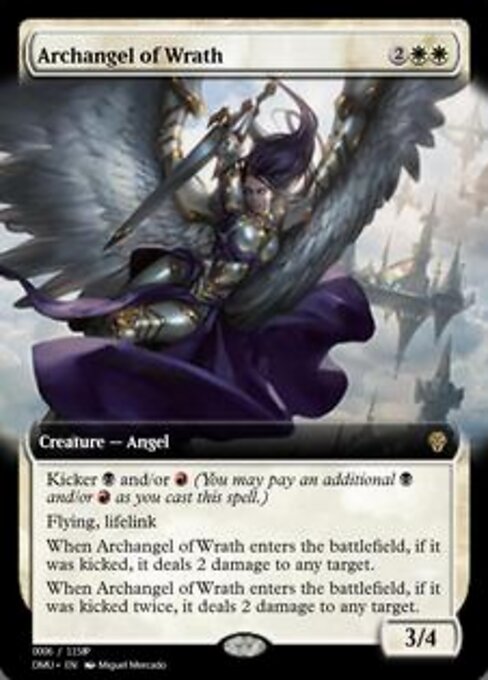 Archangel of Wrath 2
Creature — Angel
Kicker and/or (You may pay an additional
and/or as you cast this spell.)
Flying, lifelink
When Archangel of Wrath enters the battlefield, if it
was kicked, it deals 2 damage to any target.
When Archangel of Wrath enters the battlefield, if it
was kicked twice, it deals 2 damage to any target.
3/4
DMU • EN Miguel Mercado